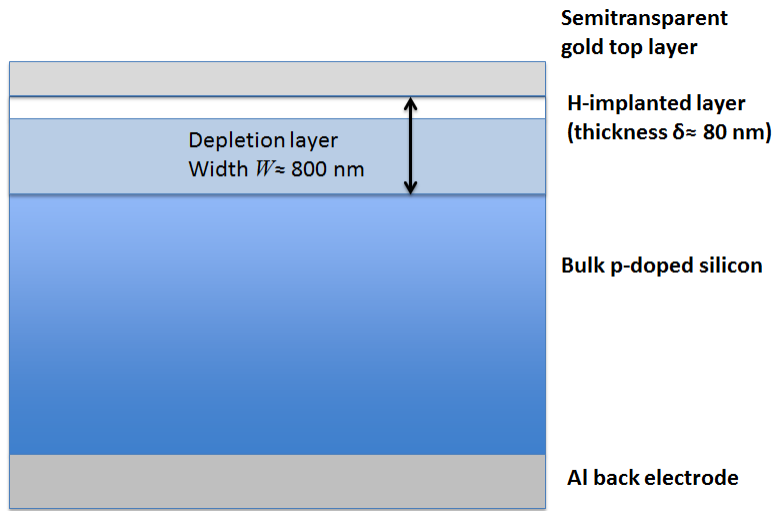 Semitransparent
gold top layer
H-implanted layer
(thickness δ≈ 80 nm)
Depletion layer
Width W≈ 800 nm
Bulk p-doped silicon
Al back electrode